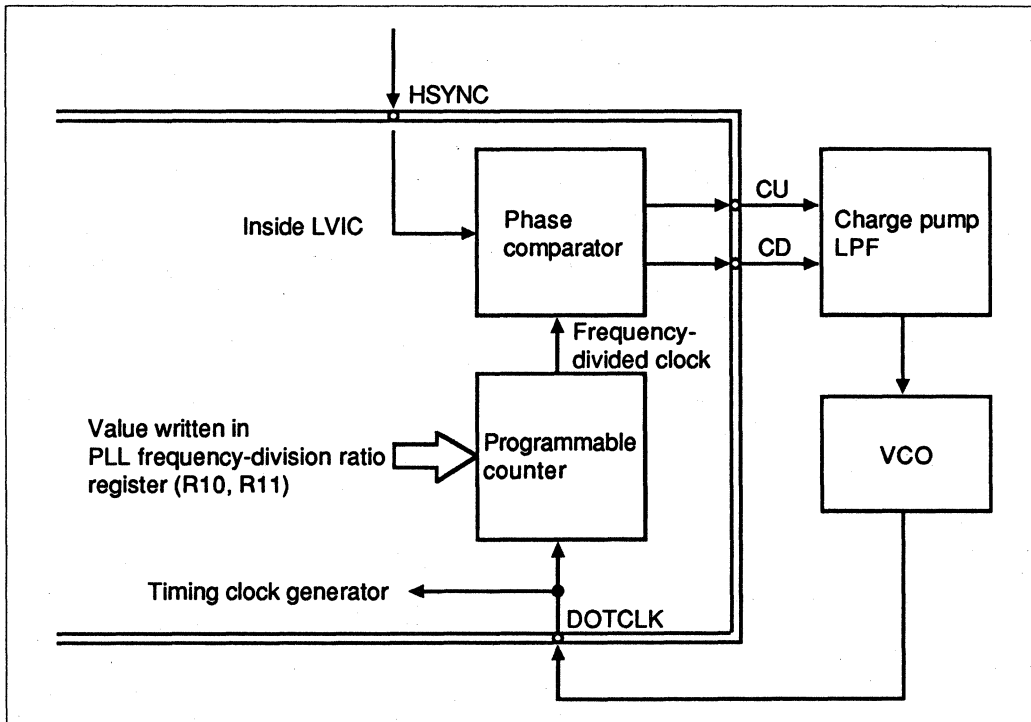 HSYNC
Inside LVIC
Phase
comparator
CU
CD
Charge pump
LPF
Frequency-
divided clock
Value written in
PLL frequency-division ratio
register (R10, R11)
Programmable
counter
VCO
Timing clock generator
DOTCLK